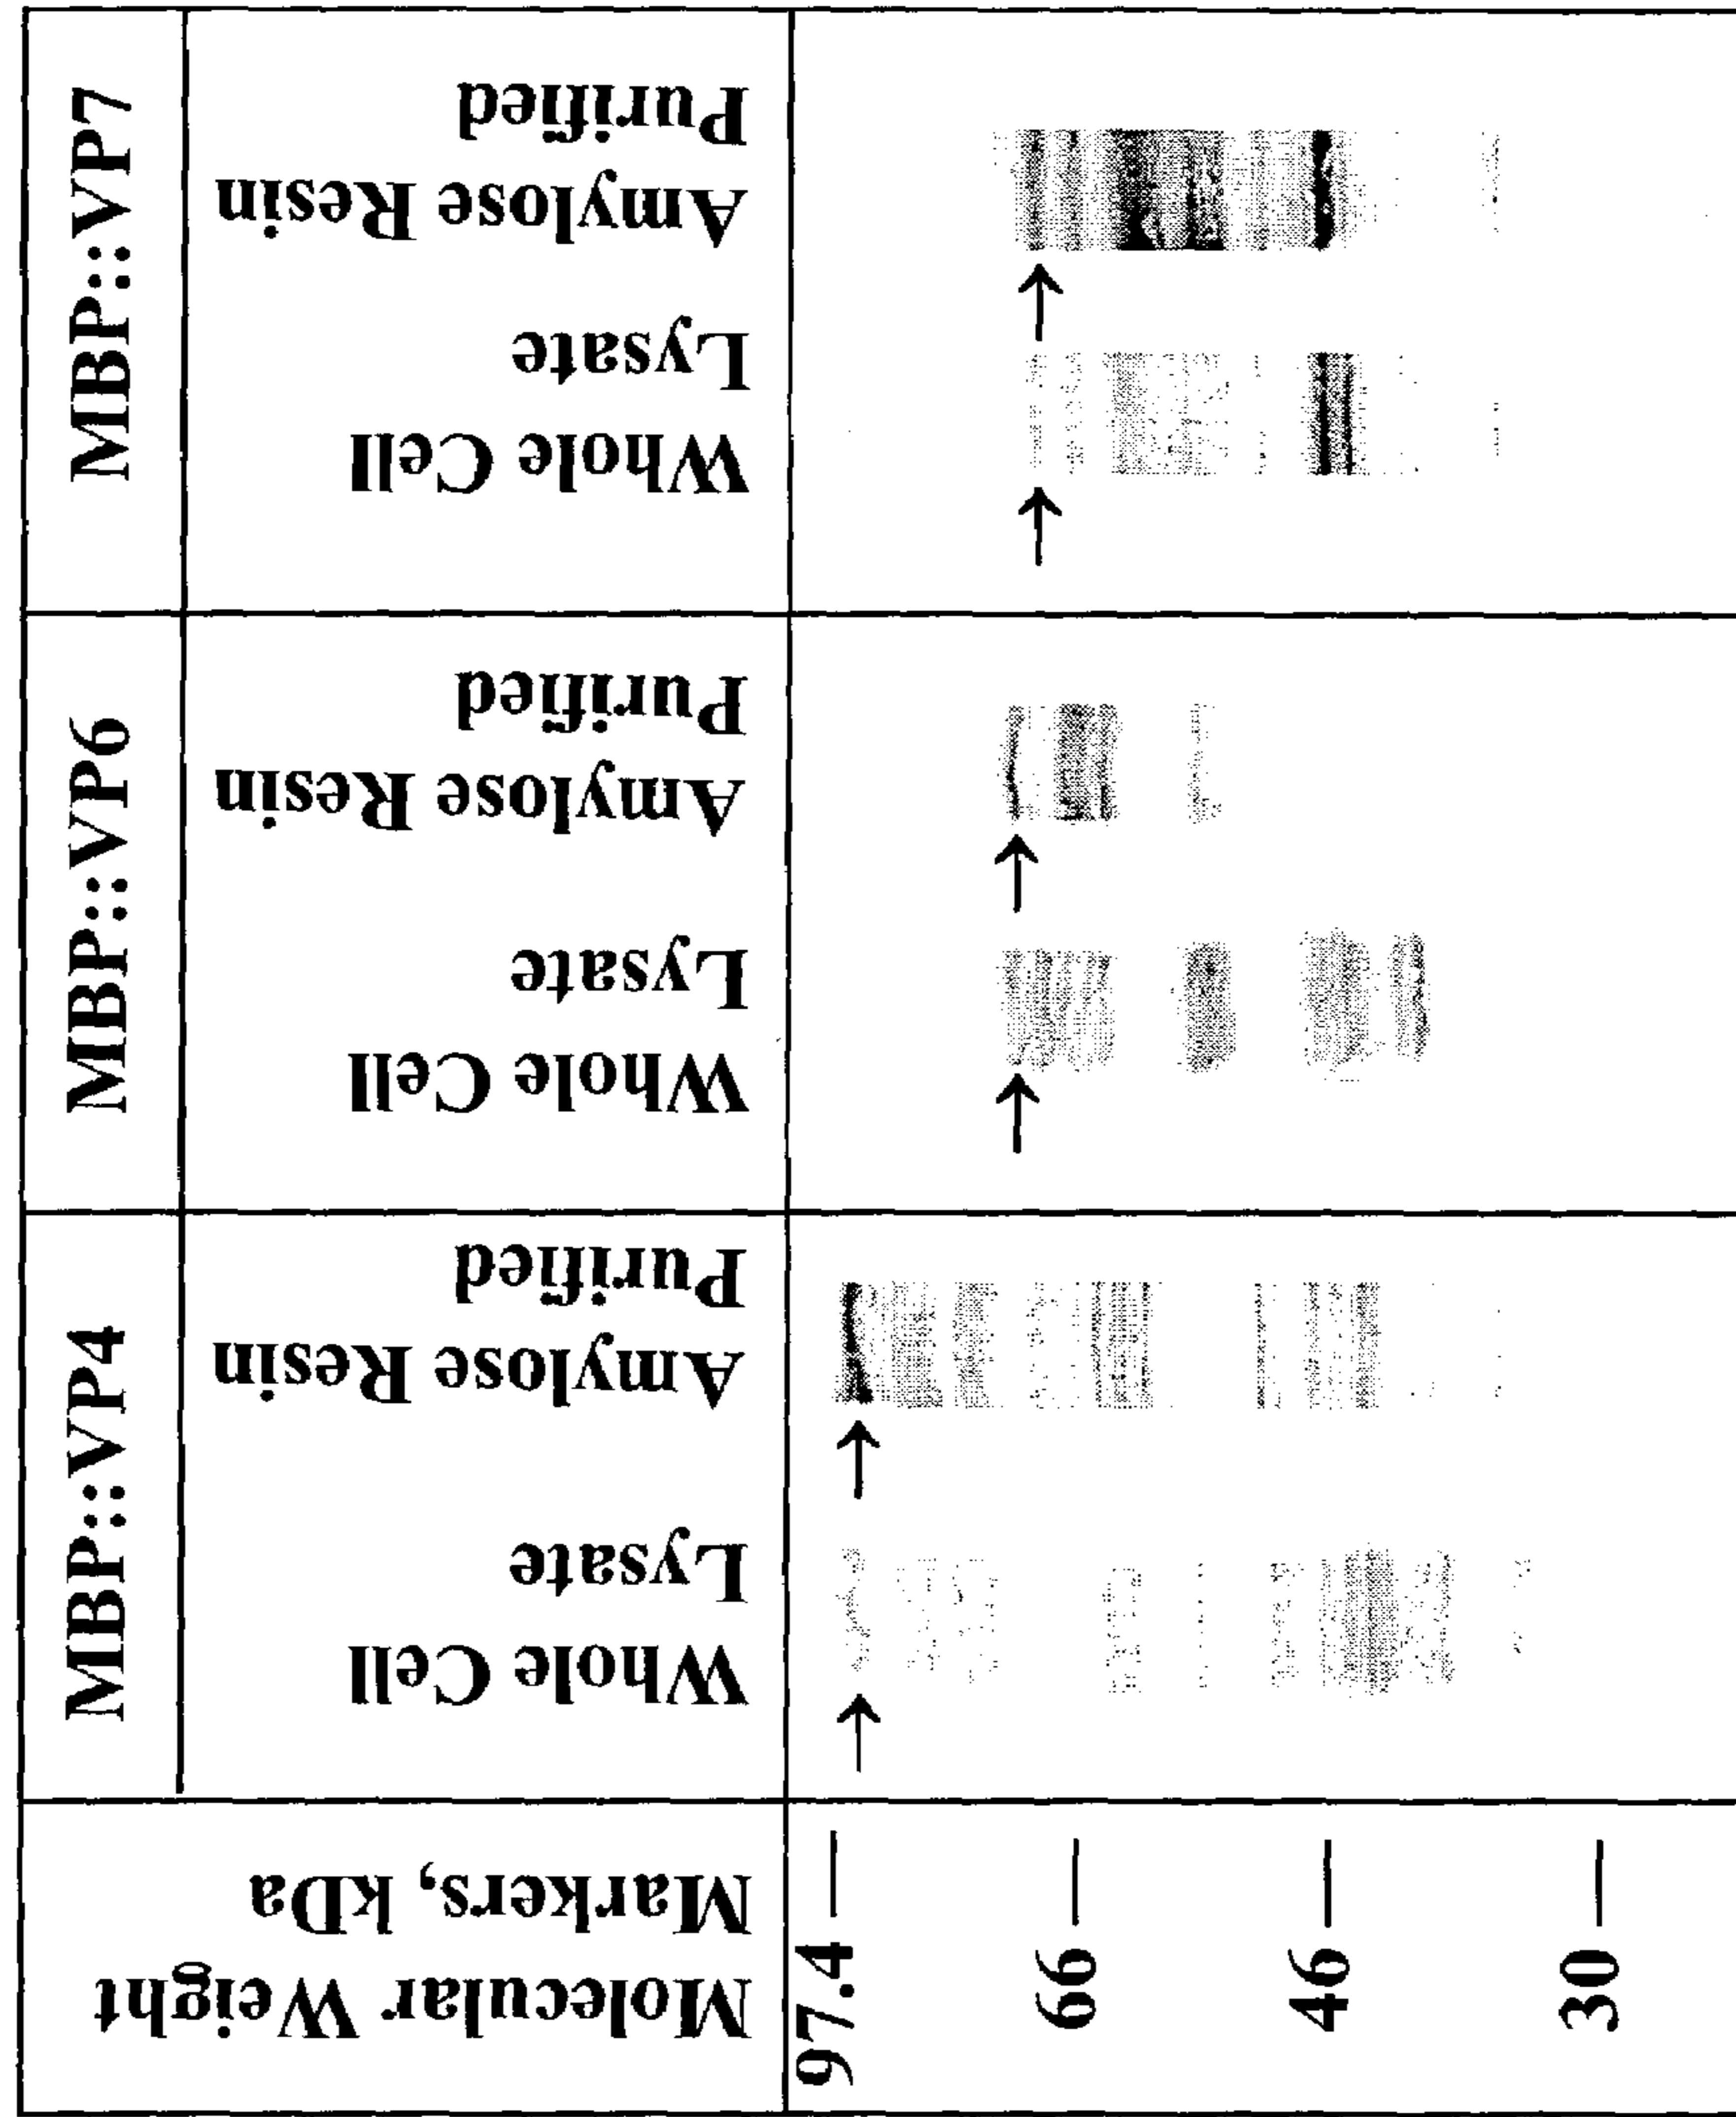 MBP::VP4
MBP::VP6
MBP::VP7
Molecular Weight
Markers, kDa
Whole Cell
Lysate
Amylose Resin
Purified
Whole Cell
Lysate
Amylose Resin
Purified
Whole Cell
Lysate
Amylose Resin
Purified
97.4
66
46
30